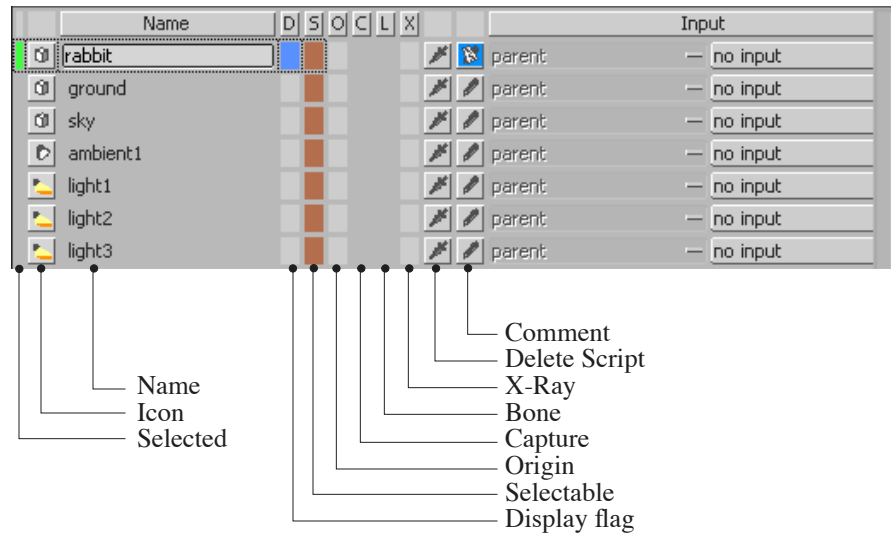 Name D S O C L X Input
rabbit parent no input
ground parent no input
sky parent no input
ambient1 parent no input
light1 parent no input
light2 parent no input
light3 parent no input
Comment
Delete Script
Name X-Ray
Icon Bone
Selected Capture
Origin
Selectable
Display flag